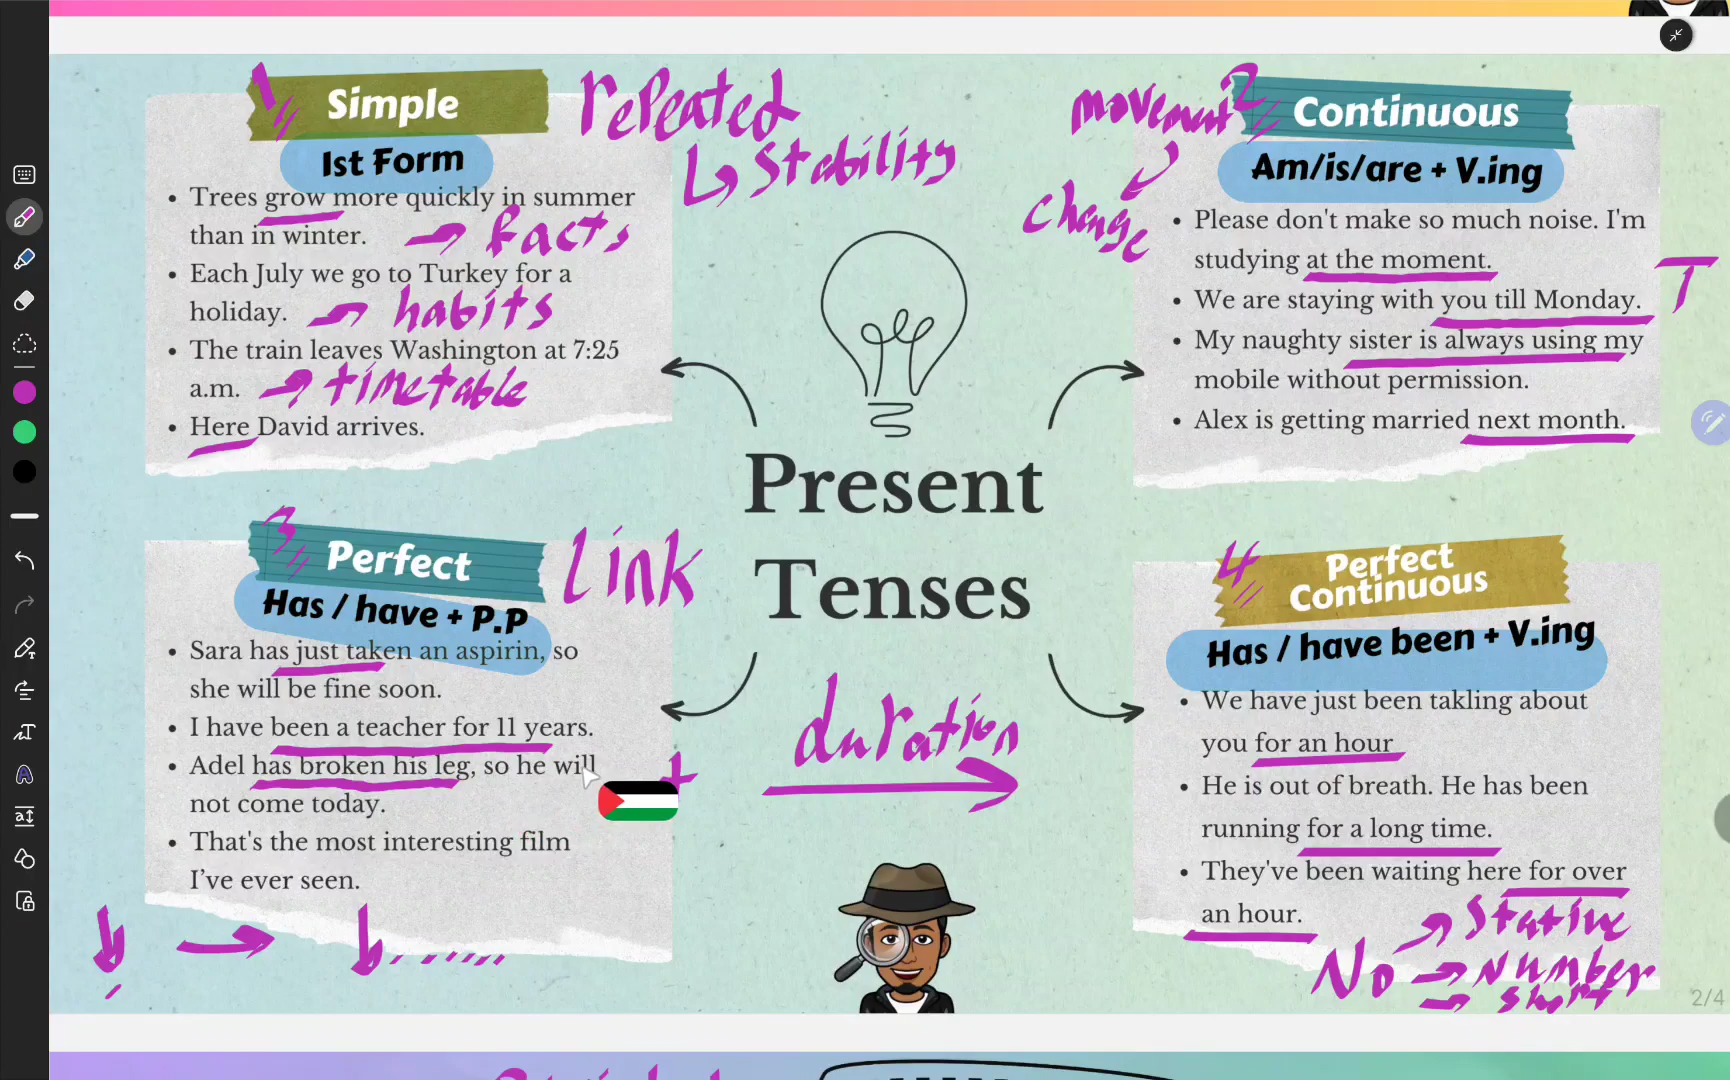 1
Simple
1st Form
repeated
stability
Trees grow more quickly in summer
than in winter.
facts
Each July we go to Turkey for a
holiday.
habits
The train leaves Washington at 7:25
a.m.
timetable
Here David arrives.
movement
2
Continuous
change
Am/is/are + V.ing
Please don't make so much noise. I'm
studying at the moment.
We are staying with you till Monday.
T
My naughty sister is always using my
mobile without permission.
Alex is getting married next month.
Present
Tenses
3
Perfect
link
Has / have + P.P
Sara has just taken an aspirin, so
she will be fine soon.
I have been a teacher for 11 years.
Adel has broken his leg, so he will
not come today.
That's the most interesting film
I’ve ever seen.
duration
4
Perfect
Continuous
Has / have been + V.ing
We have just been takling about
you for an hour
He is out of breath. He has been
running for a long time.
They've been waiting here for over
an hour.
stative
No
number
short
2/4